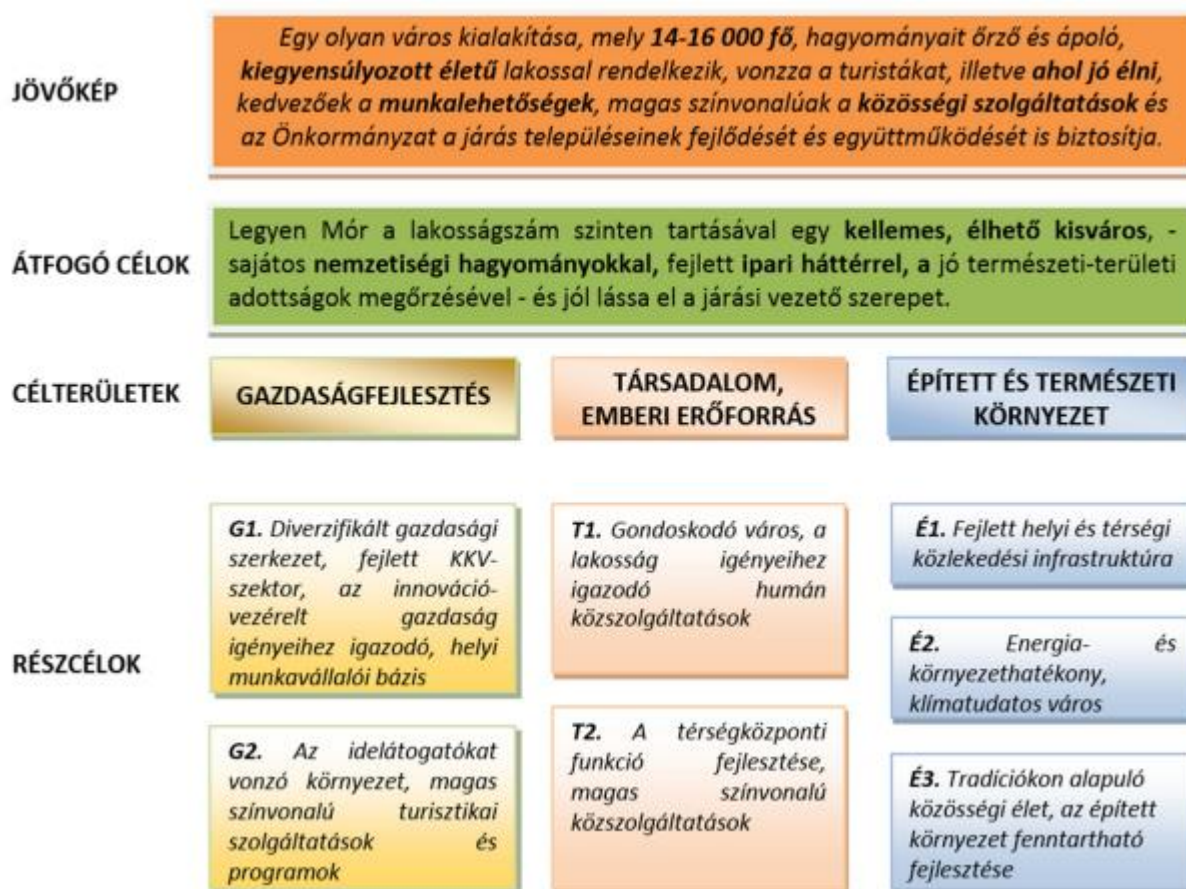 JÖVŐKÉP
Egy olyan város kialakítása, mely 14-16 000 fő, hagyományait őrző és ápoló,
kiegyensúlyozott életű lakossal rendelkezik, vonzza a turistákat, illetve ahol jó élni,
kedvezőek a munkalehetőségek, magas színvonalúak a közösségi szolgáltatások és
az Önkormányzat a járás településeinek fejlődését és együttműködését is biztosítja.
ÁTFOGÓ CÉLOK
Legyen Mór a lakosságszám szinten tartásával egy kellemes, élhető kisváros, -
sajátos nemzetiségi hagyományokkal, fejlett ipari háttérrel, a jó természeti-területi
adottságok megőrzésével - és jól lássa el a járási vezető szerepet.
CÉLTERÜLETEK
GAZDASÁGFEJLESZTÉS
TÁRSADALOM,
EMBERI ERŐFORRÁS
ÉPÍTETT ÉS TERMÉSZETI
KÖRNYEZET
RÉSZCÉLOK
G1. Diverzifikált gazdasági
szerkezet, fejlett KKV-
szektor, az innováció-
vezérelt gazdaság
igényeihez igazodó, helyi
munkavállalói bázis
G2. Az idelátogatókat
vonzó környezet, magas
színvonalú turisztikai
szolgáltatások és
programok
T1. Gondoskodó város, a
lakosság igényeihez
igazodó humán
közszolgáltatások
T2. A térségközponti
funkció fejlesztése,
magas színvonalú
közszolgáltatások
É1. Fejlett helyi és térségi
közlekedési infrastruktúra
É2. Energia- és
környezethatékony,
klímatudatos város
É3. Tradíciókon alapuló
közösségi élet, az épített
környezet fenntartható
fejlesztése